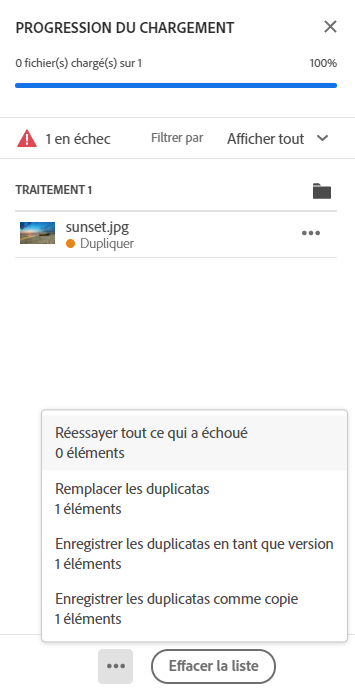 PROGRESSION DU CHARGEMENT
0 fichier(s) chargé(s) sur 1 100%
1 en échec Filtrer par Afficher tout
TRAITEMENT 1
sunset.jpg
Dupliquer
Réessayer tout ce qui a échoué
0 éléments
Remplacer les duplicatas
1 éléments
Enregistrer les duplicatas en tant que version
1 éléments
Enregistrer les duplicatas comme copie
1 éléments
Effacer la liste